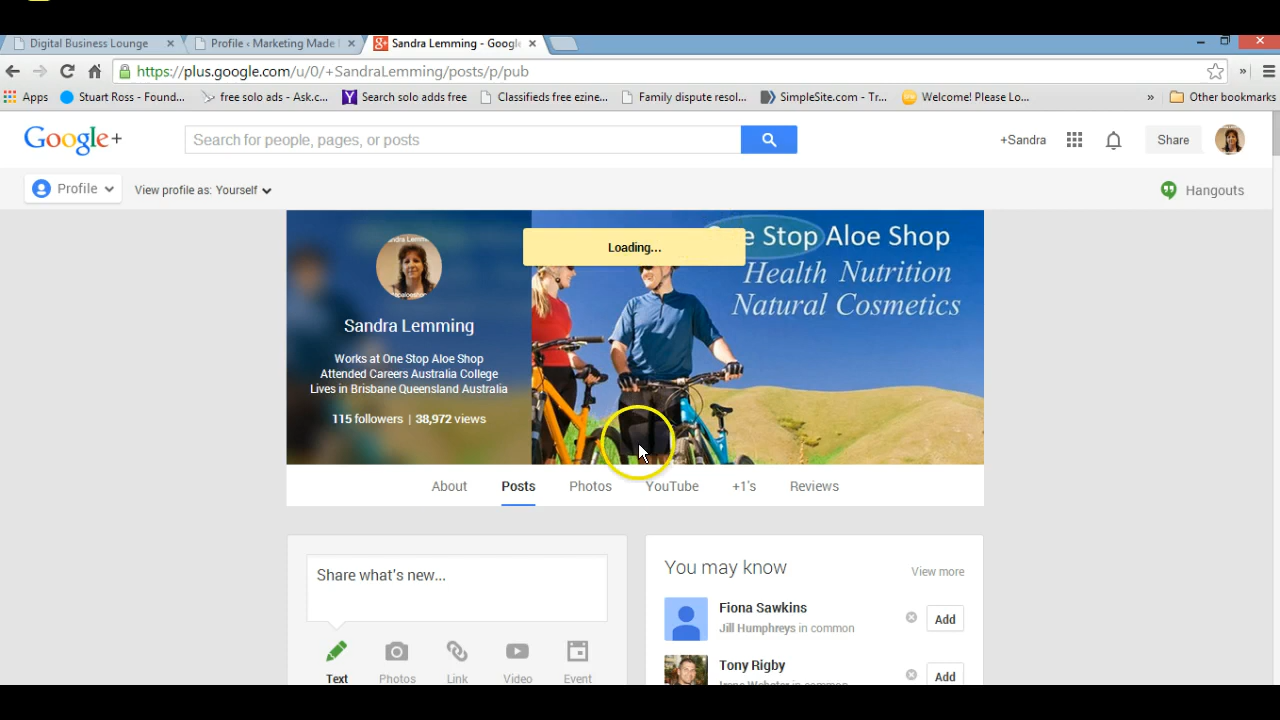 Digital Business Lounge
Profile ‹ Marketing Made
Sandra Lemming - Google
https://plus.google.com/u/0/+SandraLemming/posts/p/pub
Apps
Stuart Ross - Found...
free solo ads - Ask.c...
Search solo adds free
Classifieds free ezine...
Family dispute resol...
SimpleSite.com - Tr...
Welcome! Please Lo...
»
Other bookmarks
Google+
Search for people, pages, or posts
+Sandra
Share
Profile
View profile as: Yourself
Hangouts
Loading...
One Stop Aloe Shop
Health Nutrition
Natural Cosmetics
Sandra Lemming
Works at One Stop Aloe Shop
Attended Careers Australia College
Lives in Brisbane Queensland Australia
115 followers | 38,972 views
About Posts Photos YouTube +1's Reviews
Share what's new...
Text Photos Link Video Event
You may know
View more
Fiona Sawkins
Jill Humphreys in common
Add
Tony Rigby
Add